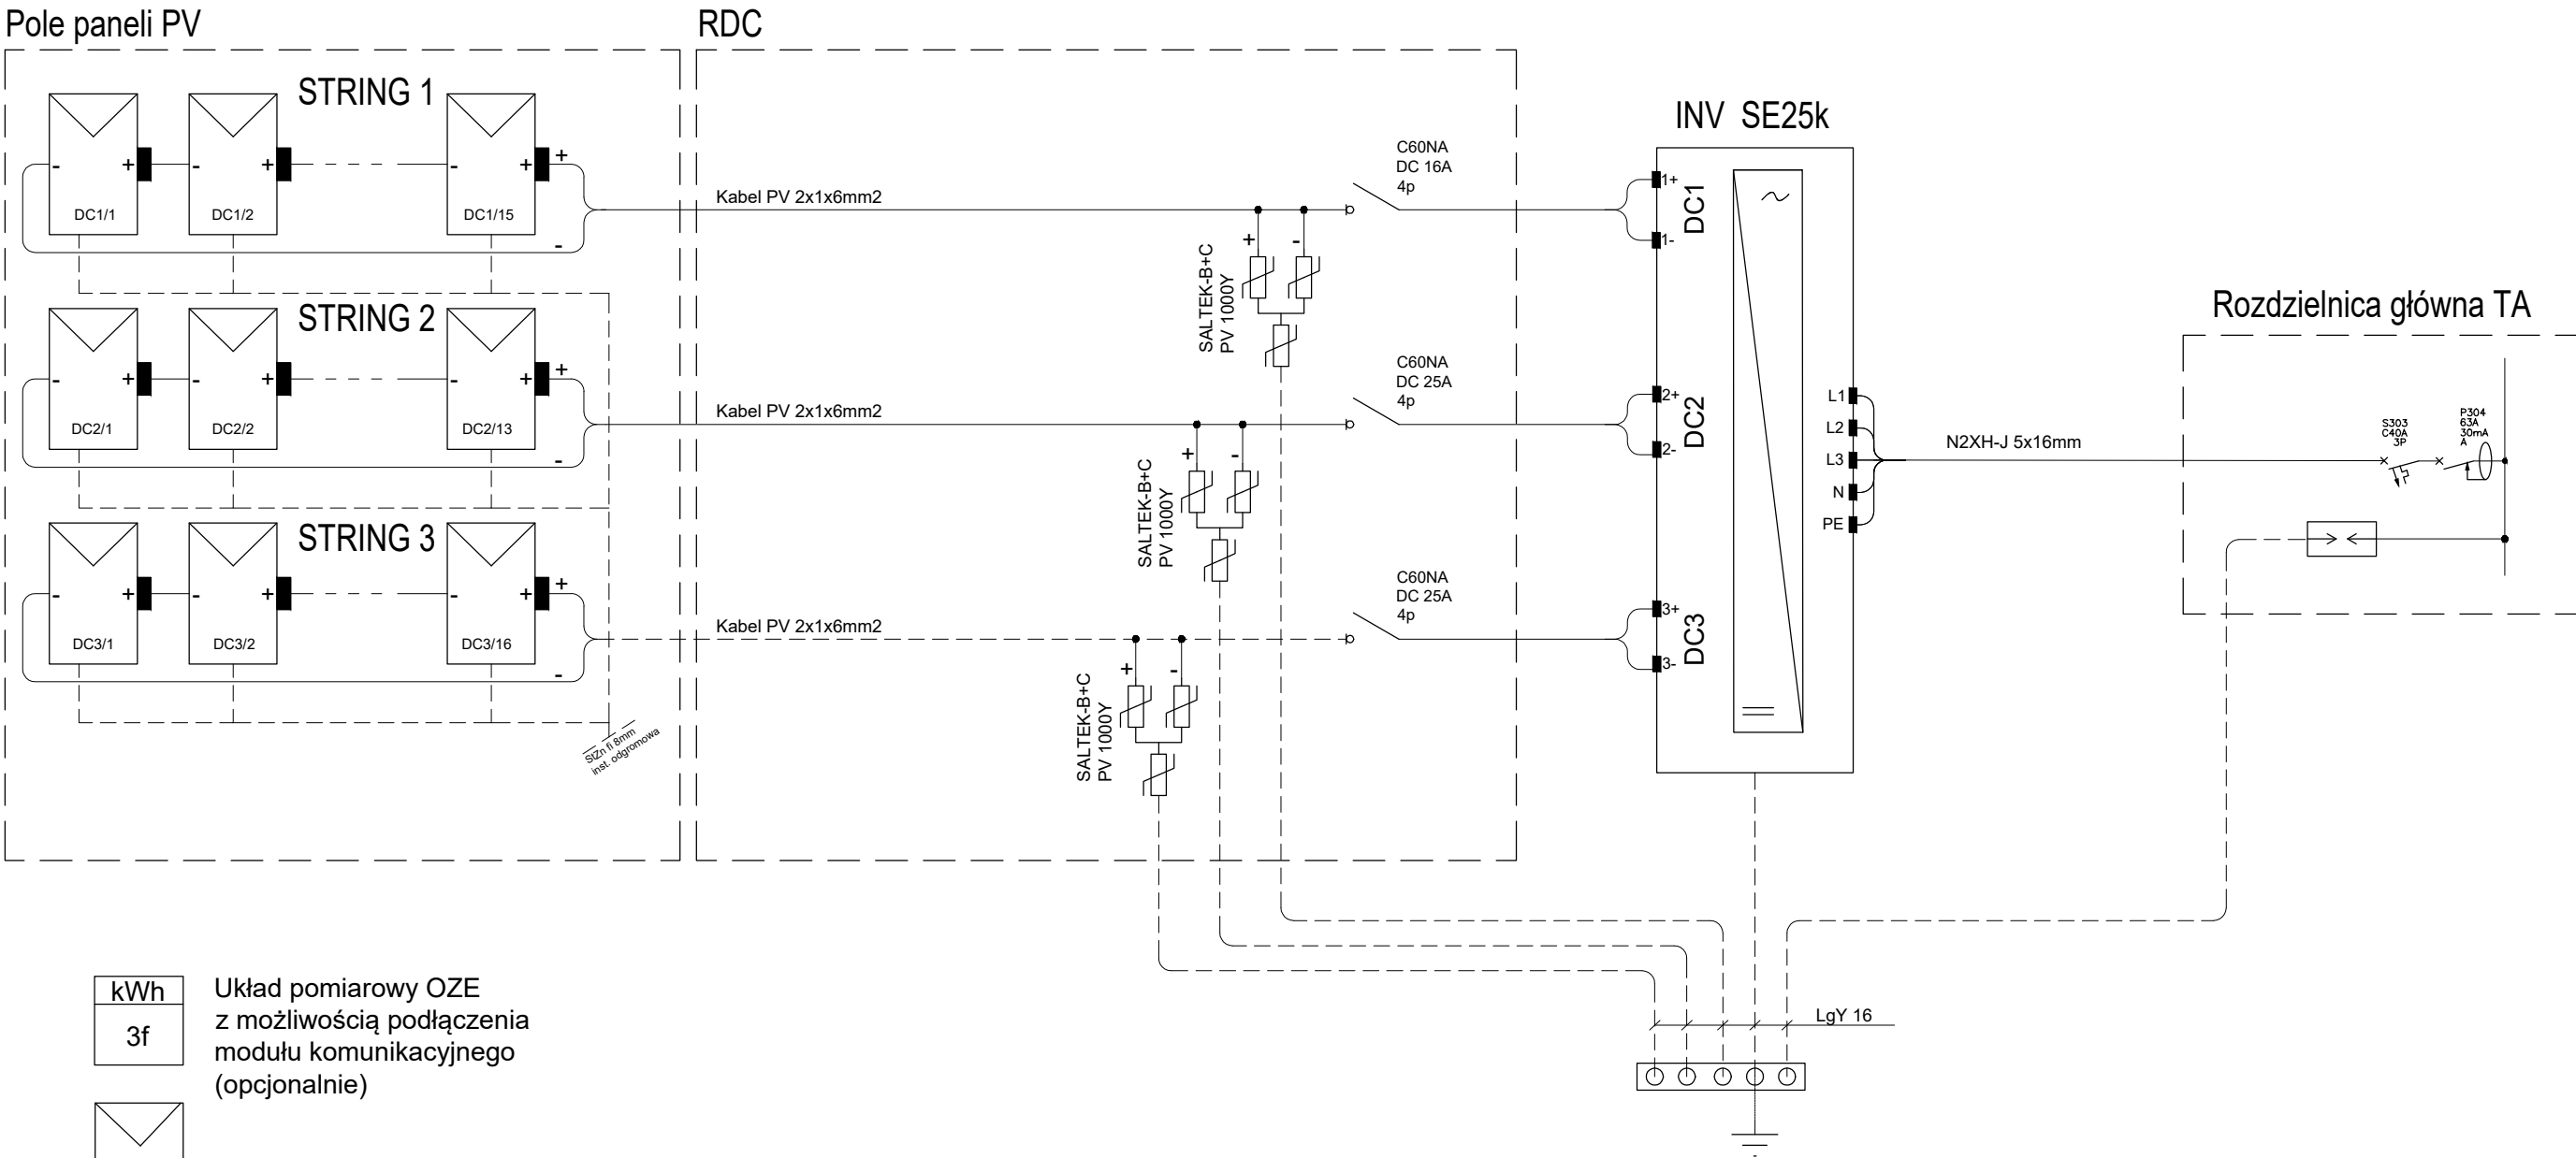 Pole paneli PV
RDC
STRING 1
- + - + - + +
DC1/1
DC1/2
DC1/15
-
Kabel PV 2x1x6mm2
C60NA
DC 16A
4p
+ -
SALTEK-B+C
PV 1000Y
STRING 2
- + - + - + +
DC2/1
DC2/2
DC2/13
-
Kabel PV 2x1x6mm2
C60NA
DC 25A
4p
+ -
SALTEK-B+C
PV 1000Y
STRING 3
- + - + - + +
DC3/1
DC3/2
DC3/16
-
Kabel PV 2x1x6mm2
C60NA
DC 25A
4p
+ -
SALTEK-B+C
PV 1000Y
StZn fi 8mm
inst. odgromowa
INV SE25k
1+
1-
DC1
2+
2-
DC2
3+
3-
DC3
L1
L2
L3
N
PE
N2XH-J 5x16mm
Rozdzielnica główna TA
S303
C40A
3P
P304
63A
30mA
A
LgY 16
kWh
3f
Układ pomiarowy OZE
z możliwością podłączenia
modułu komunikacyjnego
(opcjonalnie)